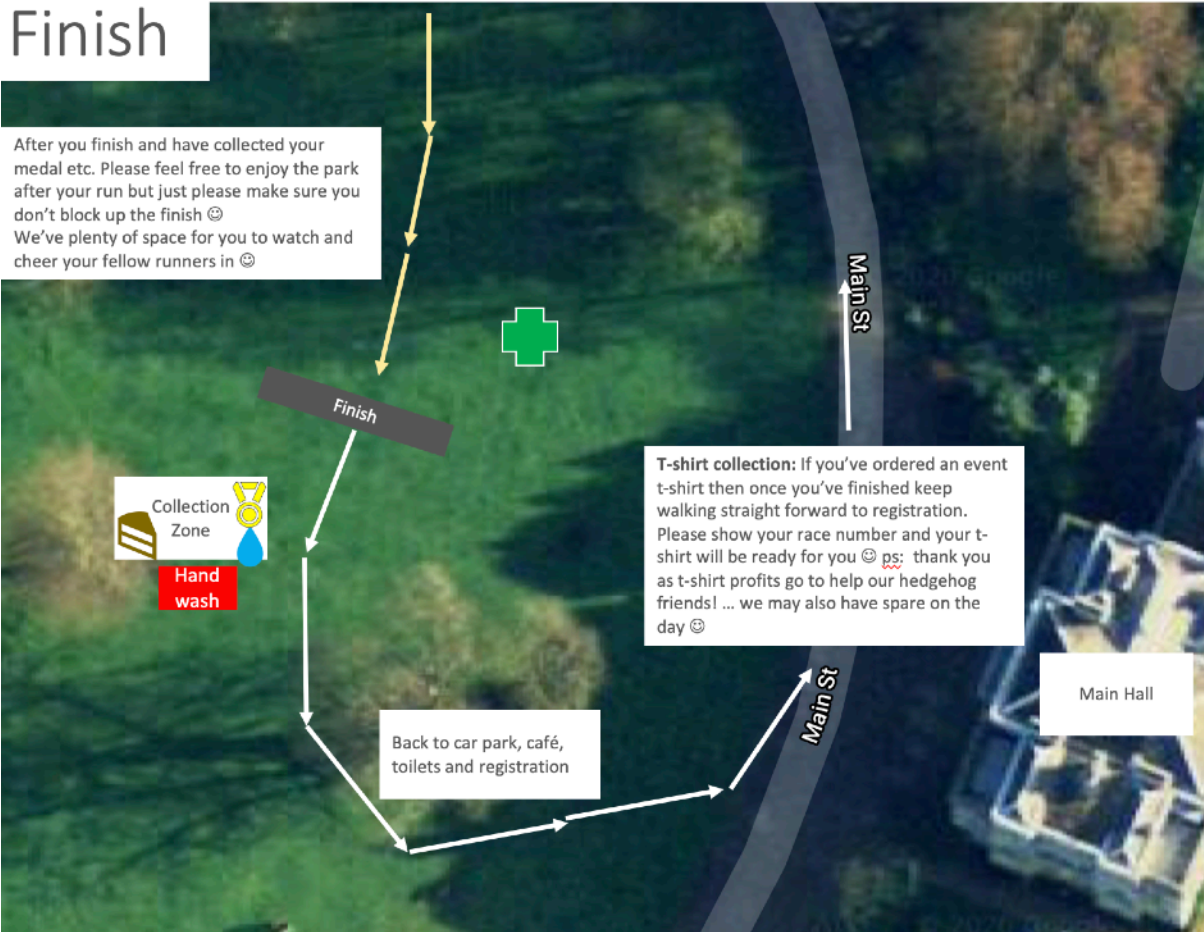 Finish
After you finish and have collected your
medal etc. Please feel free to enjoy the park
after your run but just please make sure you
don't block up the finish ☺
We've plenty of space for you to watch and
cheer your fellow runners in ☺
2020 Google
Main St
Finish
Collection
Zone
Hand
wash
T-shirt collection: If you've ordered an event
t-shirt then once you've finished keep
walking straight forward to registration.
Please show your race number and your t-
shirt will be ready for you ☺ ps:  thank you
as t-shirt profits go to help our hedgehog
friends! … we may also have spare on the
day ☺
Main St
Main Hall
Back to car park, café,
toilets and registration